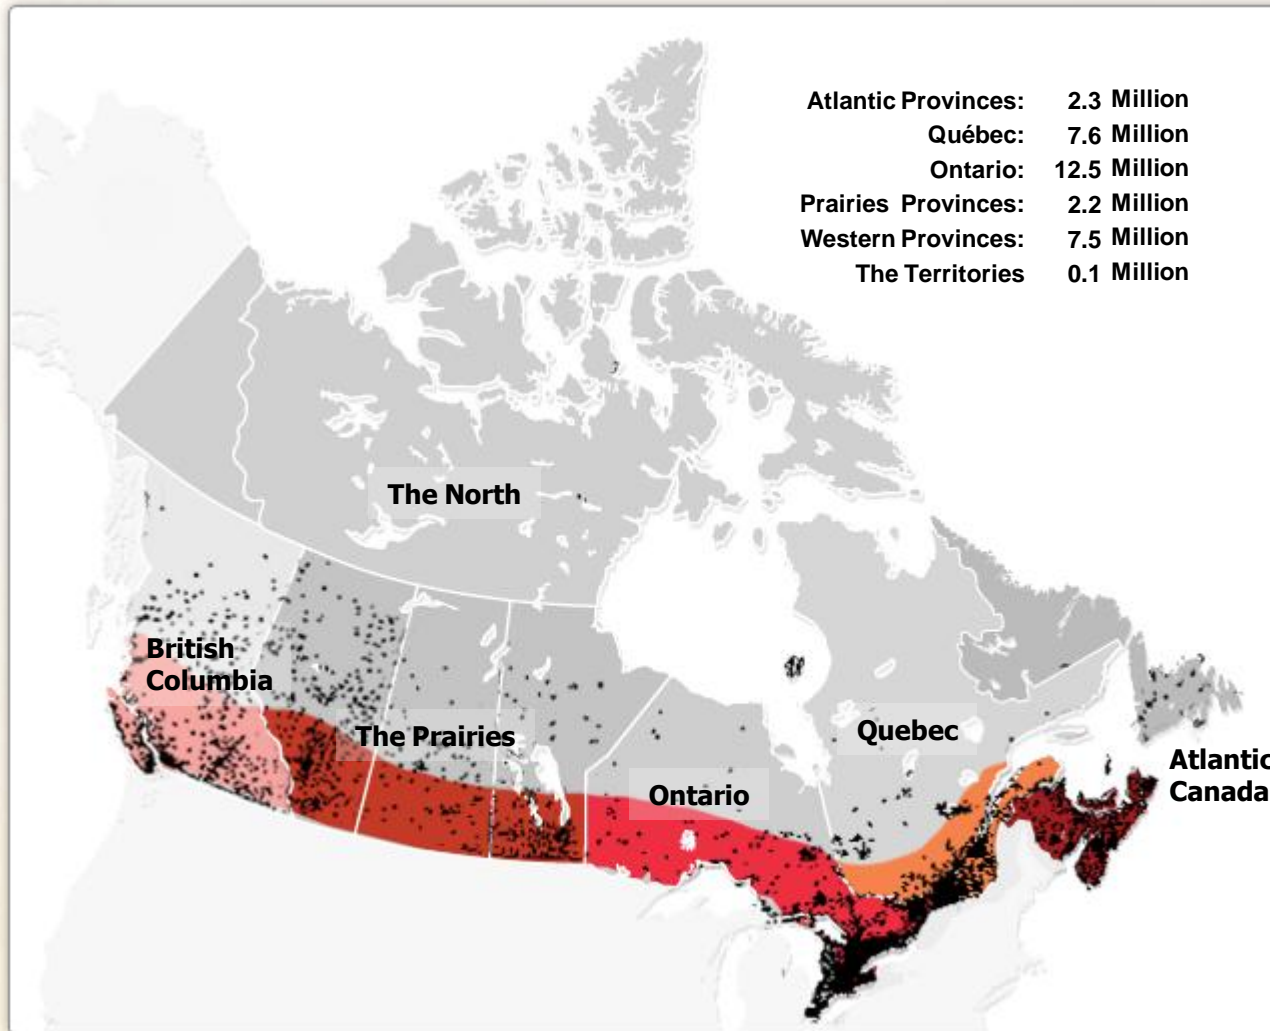 Atlantic Provinces: 2.3 Million
Québec: 7.6 Million
Ontario: 12.5 Million
Prairies Provinces: 2.2 Million
Western Provinces: 7.5 Million
The Territories 0.1 Million
The North
British
Columbia
The Prairies
Quebec
Ontario
Atlantic
Canada